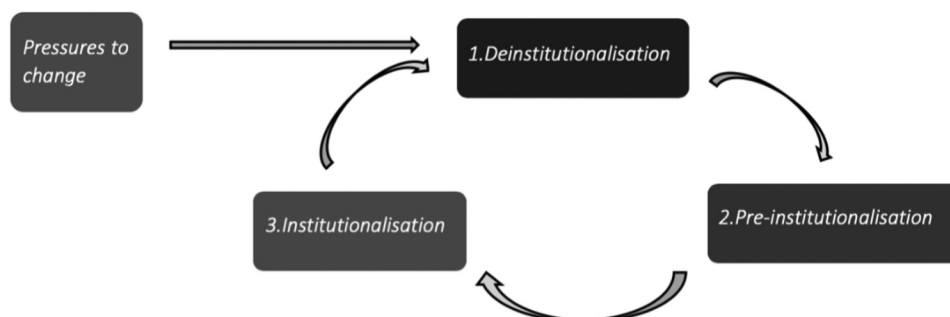 Pressures to
change
1.Deinstitutionalisation
2.Pre-institutionalisation
3.Institutionalisation